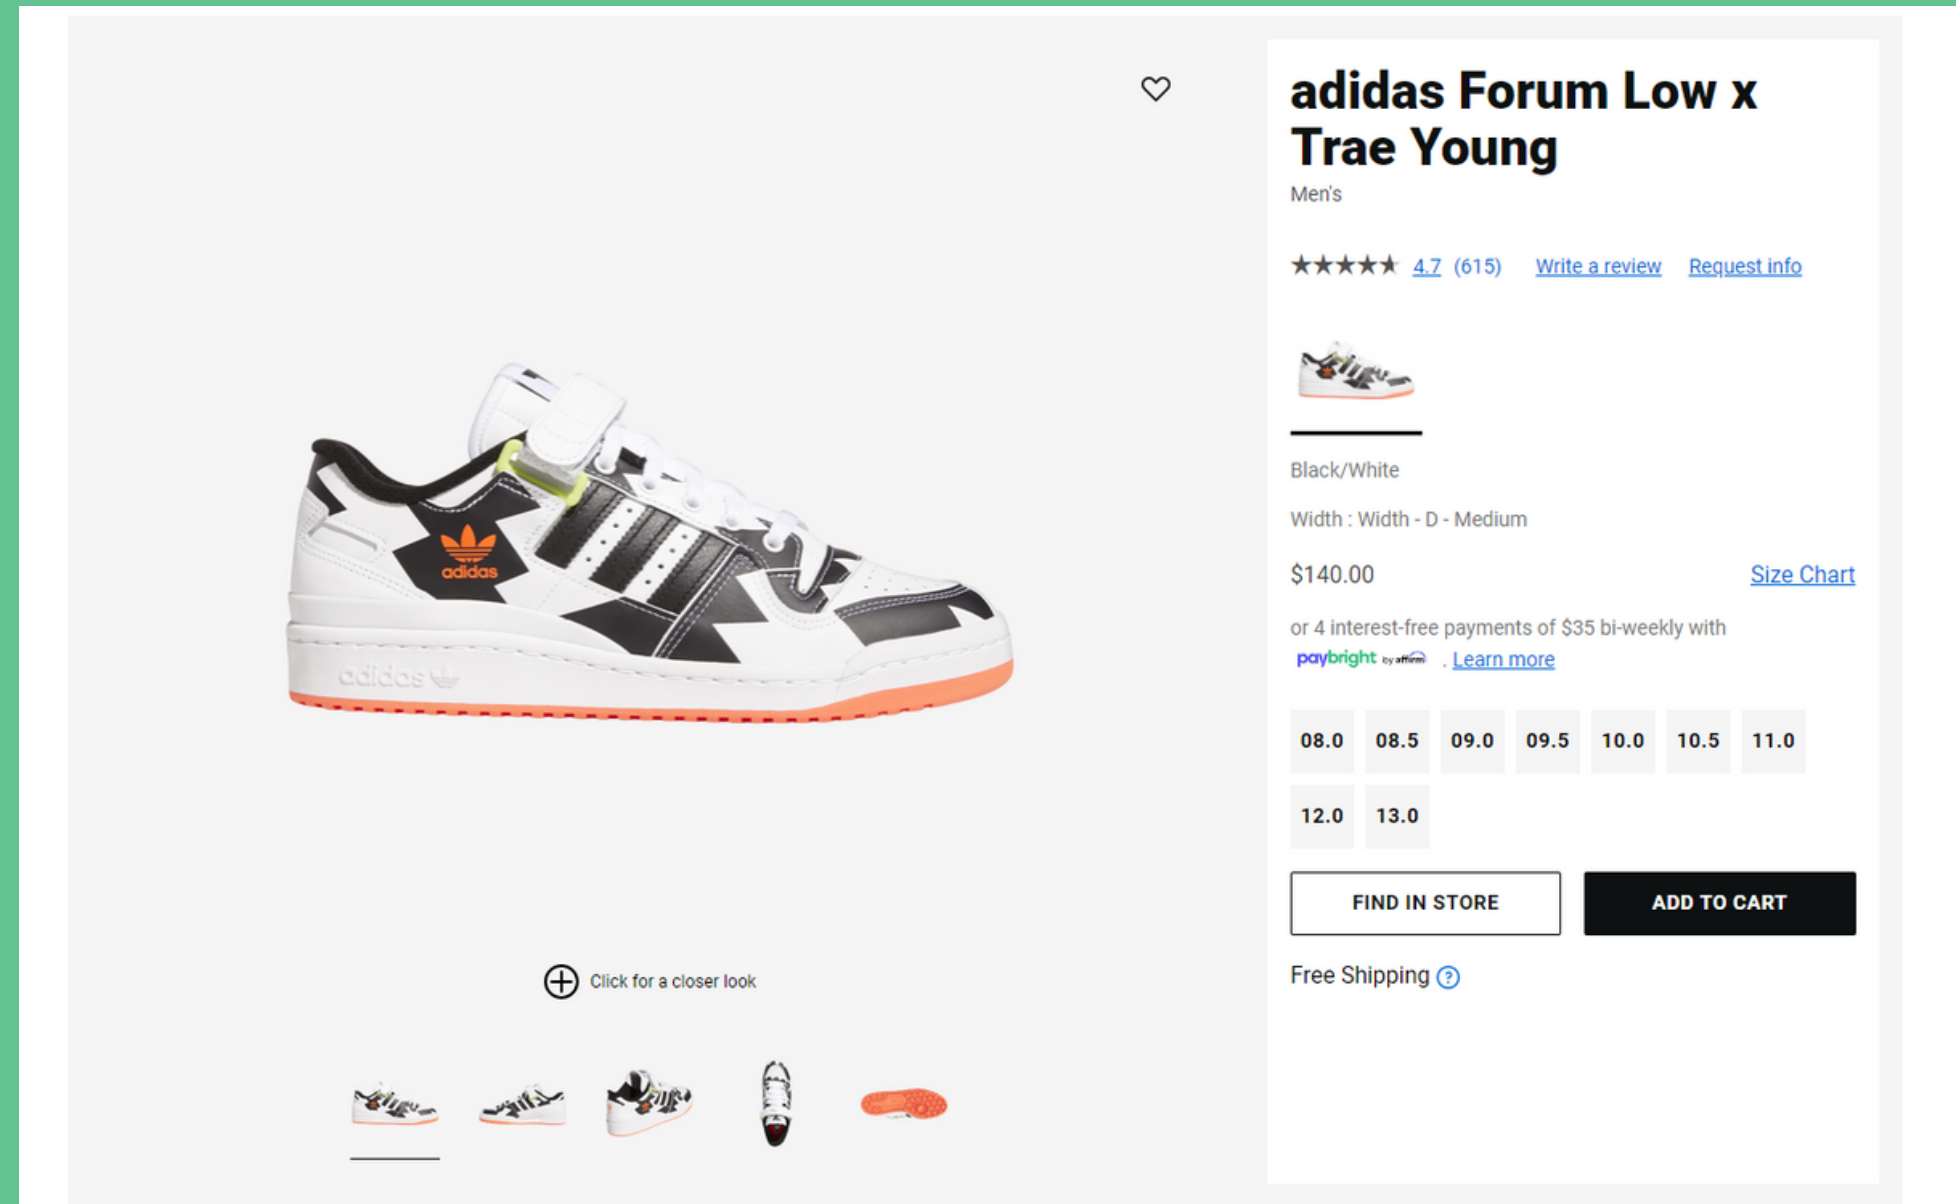 adidas Forum Low x
Trae Young
Men's
4.7 (615) Write a review Request info
Black/White
Width : Width - D - Medium
$140.00 Size Chart
or 4 interest-free payments of $35 bi-weekly with
paybright by affirm . Learn more
08.0 08.5 09.0 09.5 10.0 10.5 11.0
12.0 13.0
FIND IN STORE ADD TO CART
Free Shipping ?
adidas
adidas
Click for a closer look